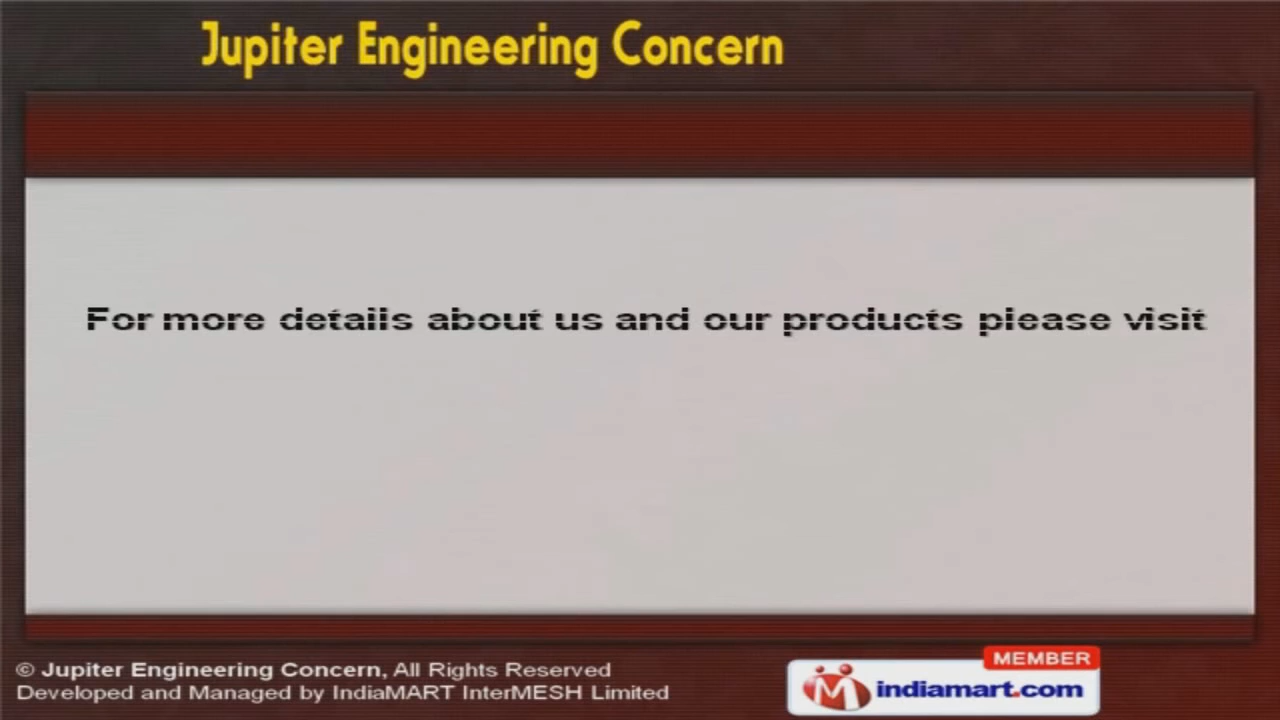 Jupiter Engineering Concern
For more details about us and our products please visit
© Jupiter Engineering Concern, All Rights Reserved
Developed and Managed by IndiaMART InterMESH Limited
MEMBER
indiamart.com